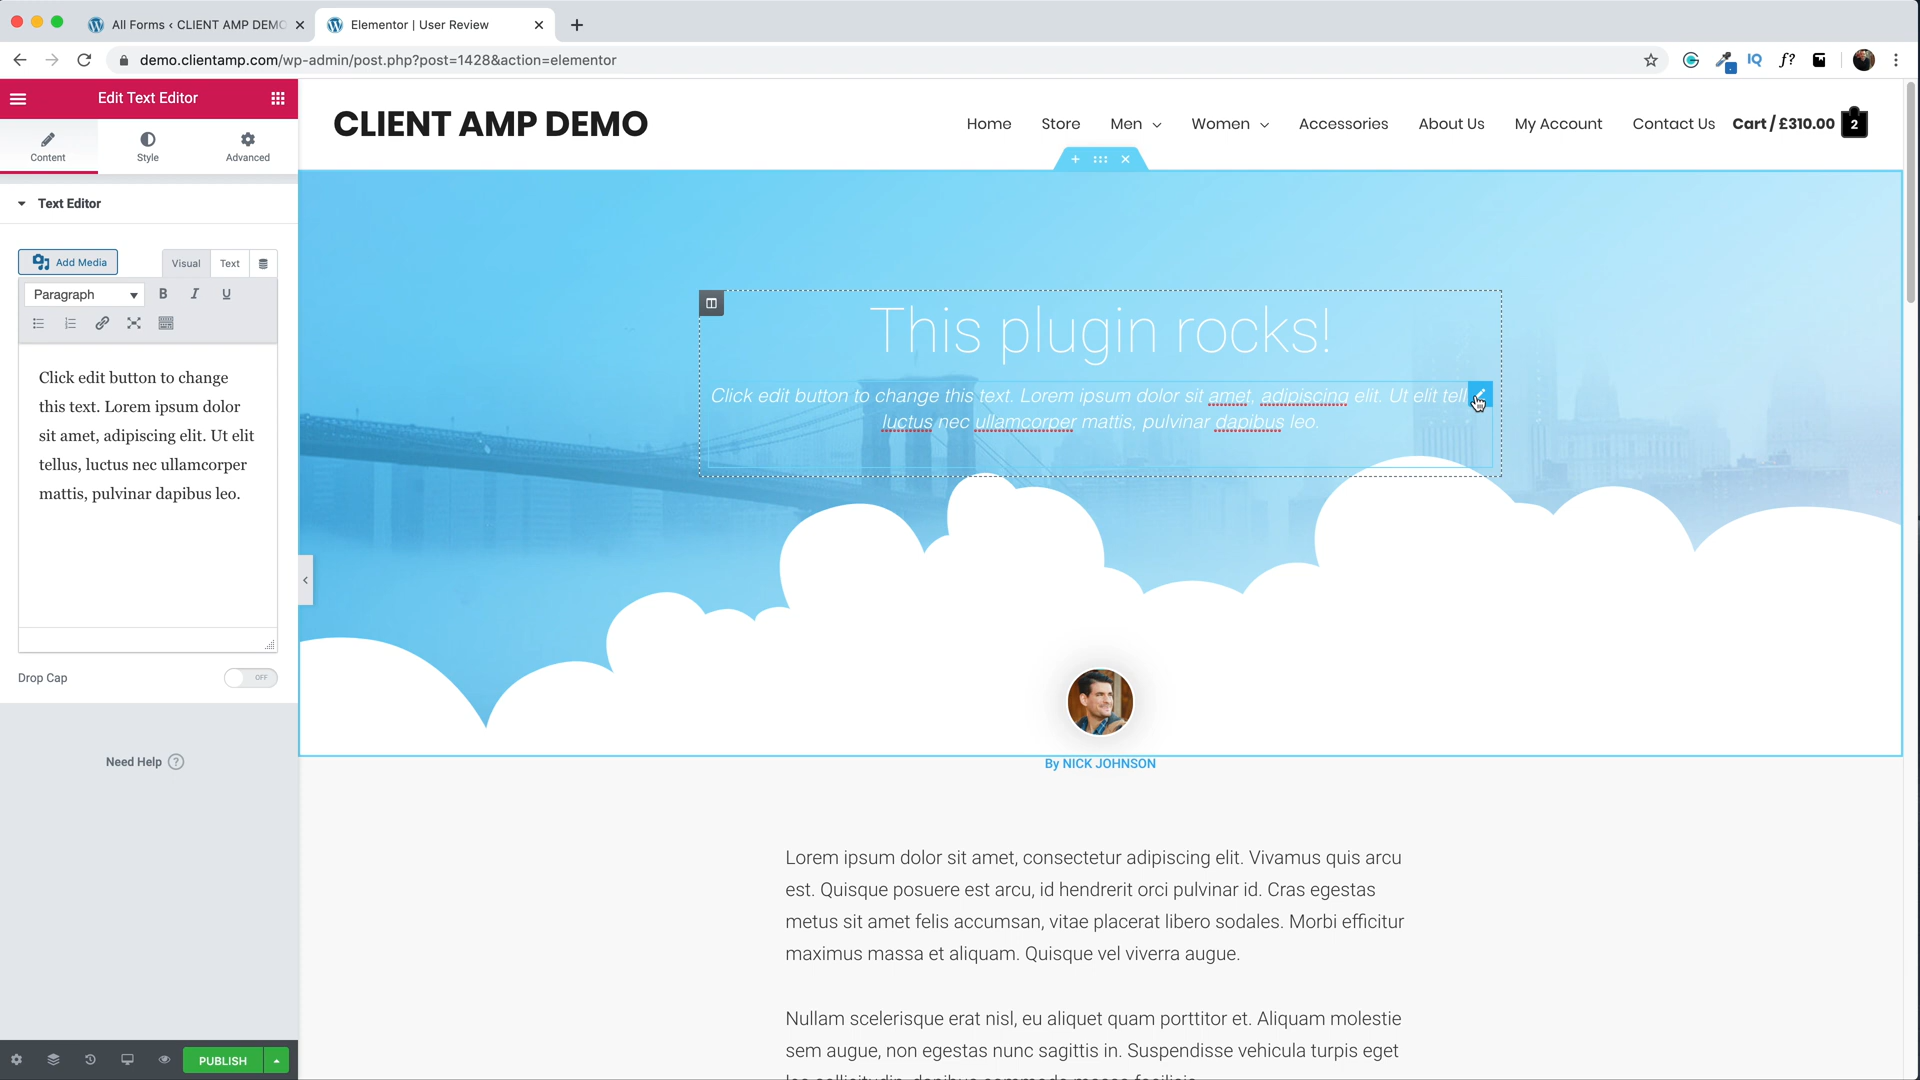 All Forms ‹ CLIENT AMP DEMO
Elementor | User Review
demo.clientamp.com/wp-admin/post.php?post=1428&action=elementor
IQ
f?
Edit Text Editor
Content
Style
Advanced
Text Editor
Add Media
Visual
Text
Paragraph
B
I
U
Click edit button to change
this text. Lorem ipsum dolor
sit amet, adipiscing elit. Ut elit
tellus, luctus nec ullamcorper
mattis, pulvinar dapibus leo.
Drop Cap
OFF
Need Help ?
PUBLISH
CLIENT AMP DEMO
Home
Store
Men
Women
Accessories
About Us
My Account
Contact Us
Cart / £310.00
2
This plugin rocks!
Click edit button to change this text. Lorem ipsum dolor sit amet, adipiscing elit. Ut elit tell
luctus nec ullamcorper mattis, pulvinar dapibus leo.
By NICK JOHNSON
Lorem ipsum dolor sit amet, consectetur adipiscing elit. Vivamus quis arcu
est. Quisque posuere est arcu, id hendrerit orci pulvinar id. Cras egestas
metus sit amet felis accumsan, vitae placerat libero sodales. Morbi efficitur
maximus massa et aliquam. Quisque vel viverra augue.
Nullam scelerisque erat nisl, eu aliquet quam porttitor et. Aliquam molestie
sem augue, non egestas nunc sagittis in. Suspendisse vehicula turpis eget